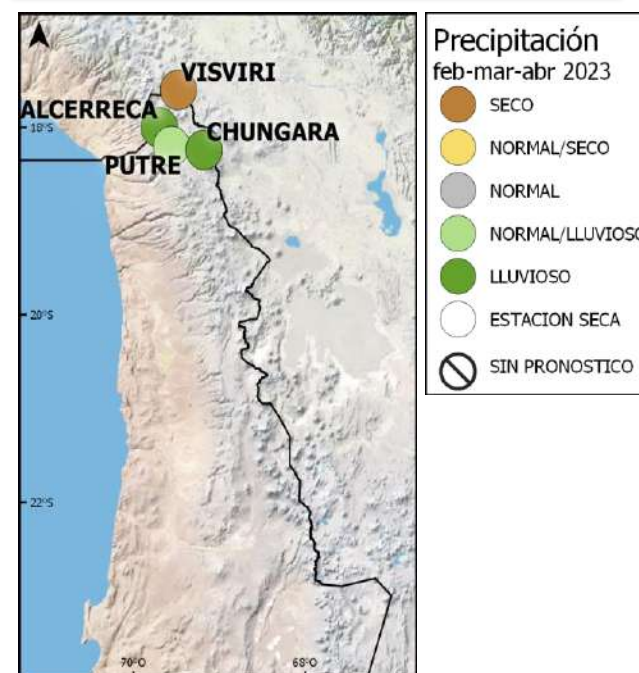 VISVIRI
ALCERRECA
CHUNGARA
PUTRE
18°S
20°S
22°S
70°O
68°O
Precipitación
feb-mar-abr 2023
SECO
NORMAL/SECO
NORMAL
NORMAL/LLUVIOSO
LLUVIOSO
ESTACION SECA
SIN PRONOSTICO